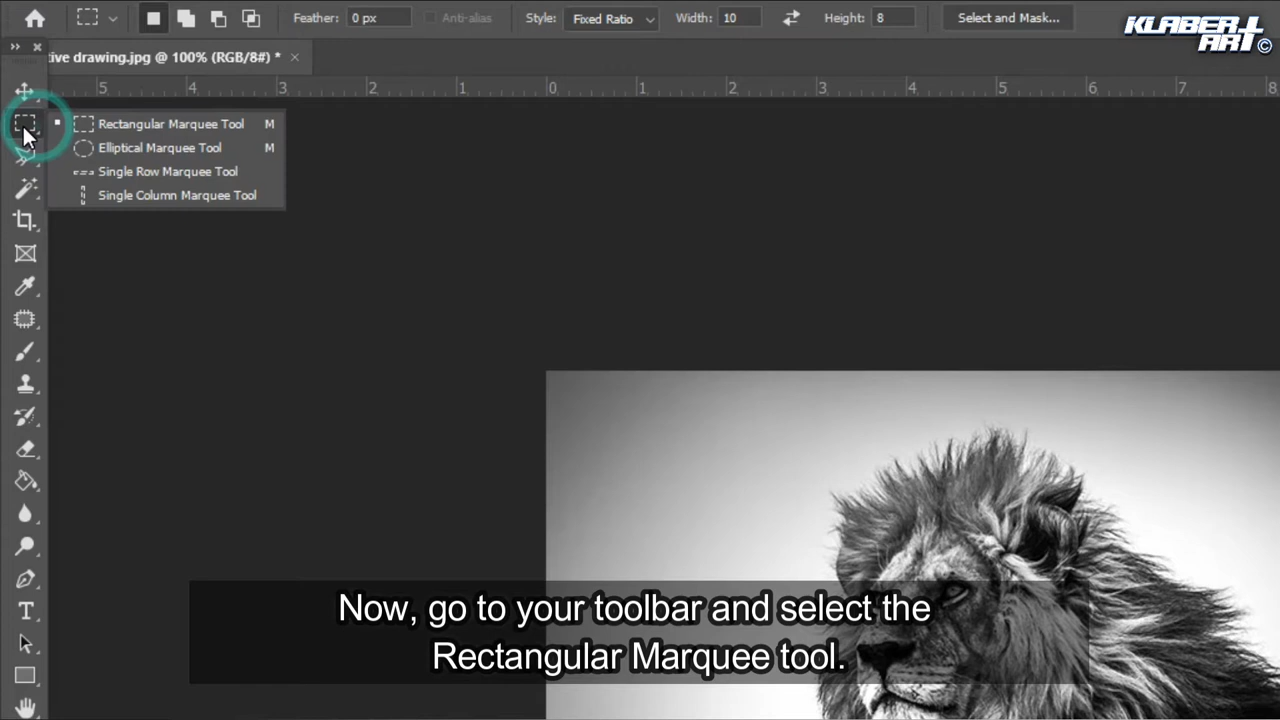 Feather: 0 px Anti-alias Style: Fixed Ratio Width: 10 Height: 8 Select and Mask...
KLABER
ART ©
tive drawing.jpg @ 100% (RGB/8#) *
5 4 3 2 1 0 1 2 3 4 5 6 7 8
Rectangular Marquee Tool M
Elliptical Marquee Tool M
Single Row Marquee Tool
Single Column Marquee Tool
Now, go to your toolbar and select the
Rectangular Marquee tool.